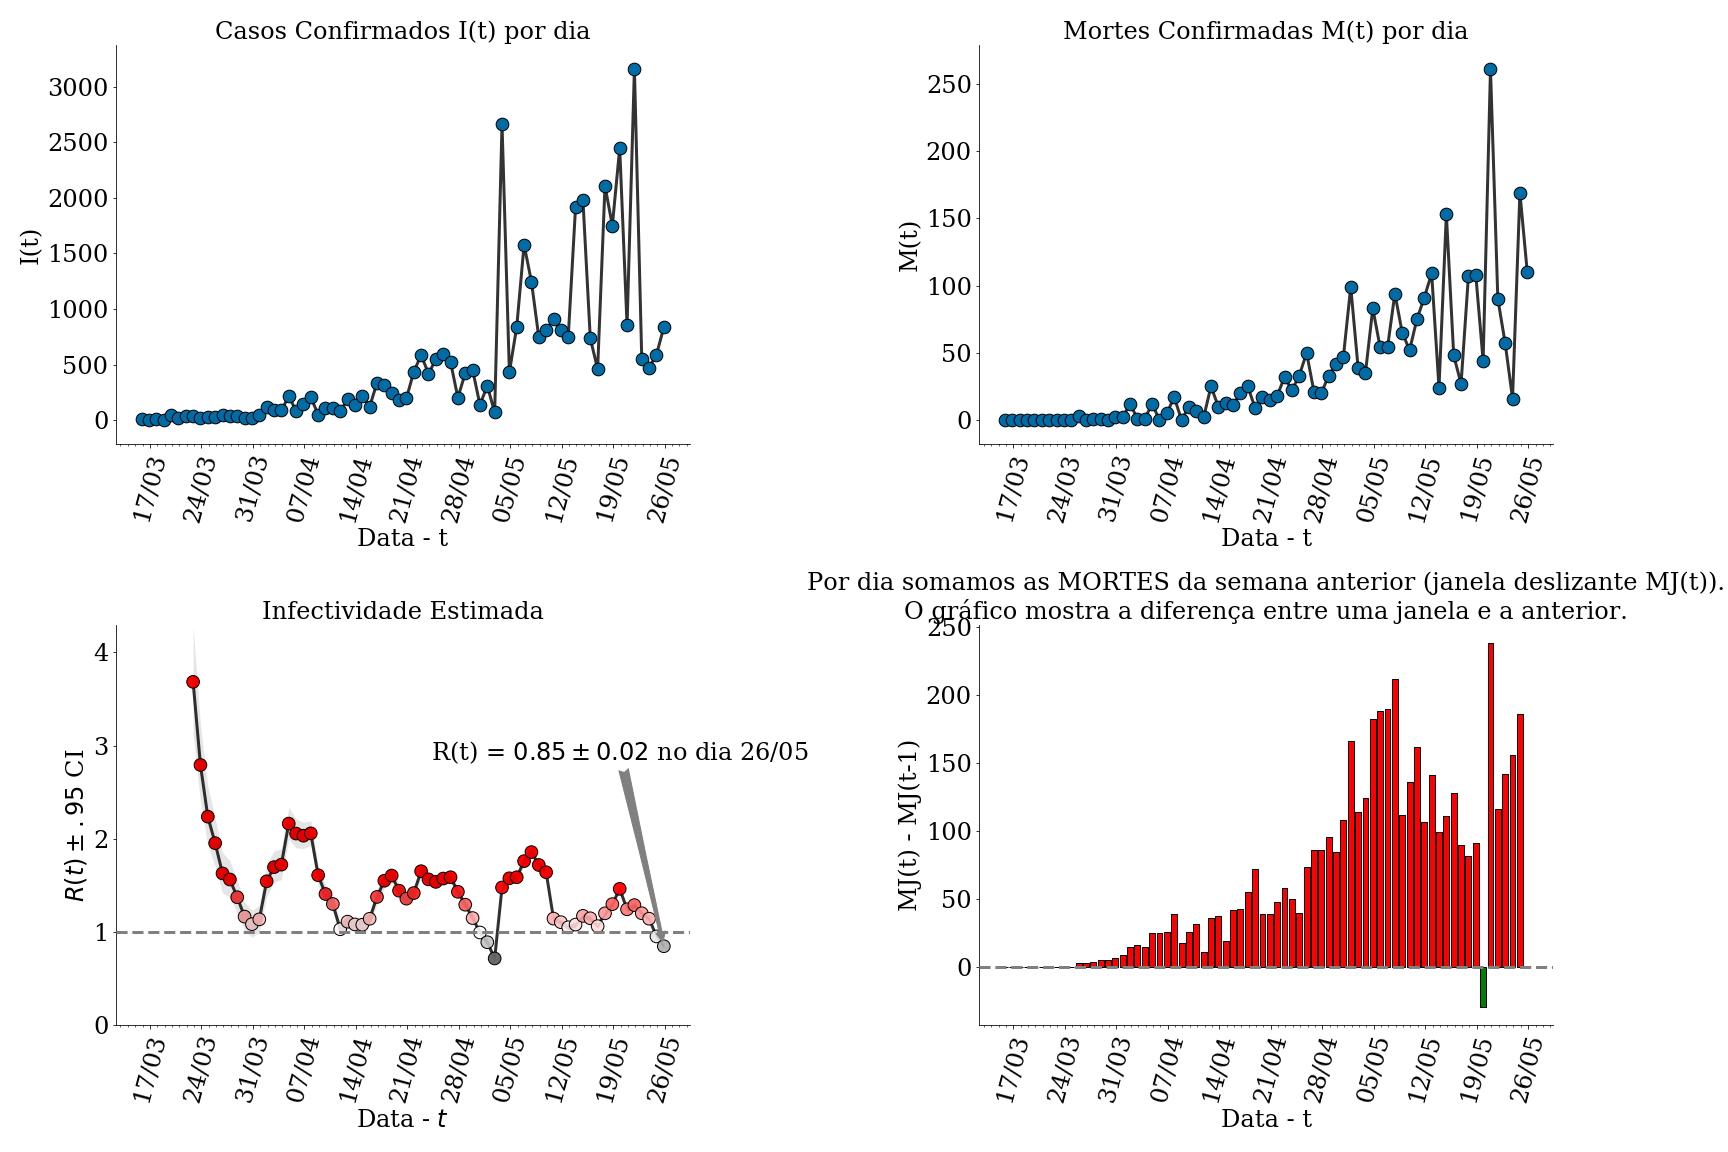 Casos Confirmados I(t) por dia
I(t)
3000
2500
2000
1500
1000
500
0
17/03 24/03 31/03 07/04 14/04 21/04 28/04 05/05 12/05 19/05 26/05
Data - t
Mortes Confirmadas M(t) por dia
M(t)
250
200
150
100
50
0
17/03 24/03 31/03 07/04 14/04 21/04 28/04 05/05 12/05 19/05 26/05
Data - t
Infectividade Estimada
R(t) ± .95 CI
4
3
2
1
0
R(t) = 0.85 ± 0.02 no dia 26/05
17/03 24/03 31/03 07/04 14/04 21/04 28/04 05/05 12/05 19/05 26/05
Data - t
Por dia somamos as MORTES da semana anterior (janela deslizante MJ(t)).
O gráfico mostra a diferença entre uma janela e a anterior.
MJ(t) - MJ(t-1)
250
200
150
100
50
0
17/03 24/03 31/03 07/04 14/04 21/04 28/04 05/05 12/05 19/05 26/05
Data - t